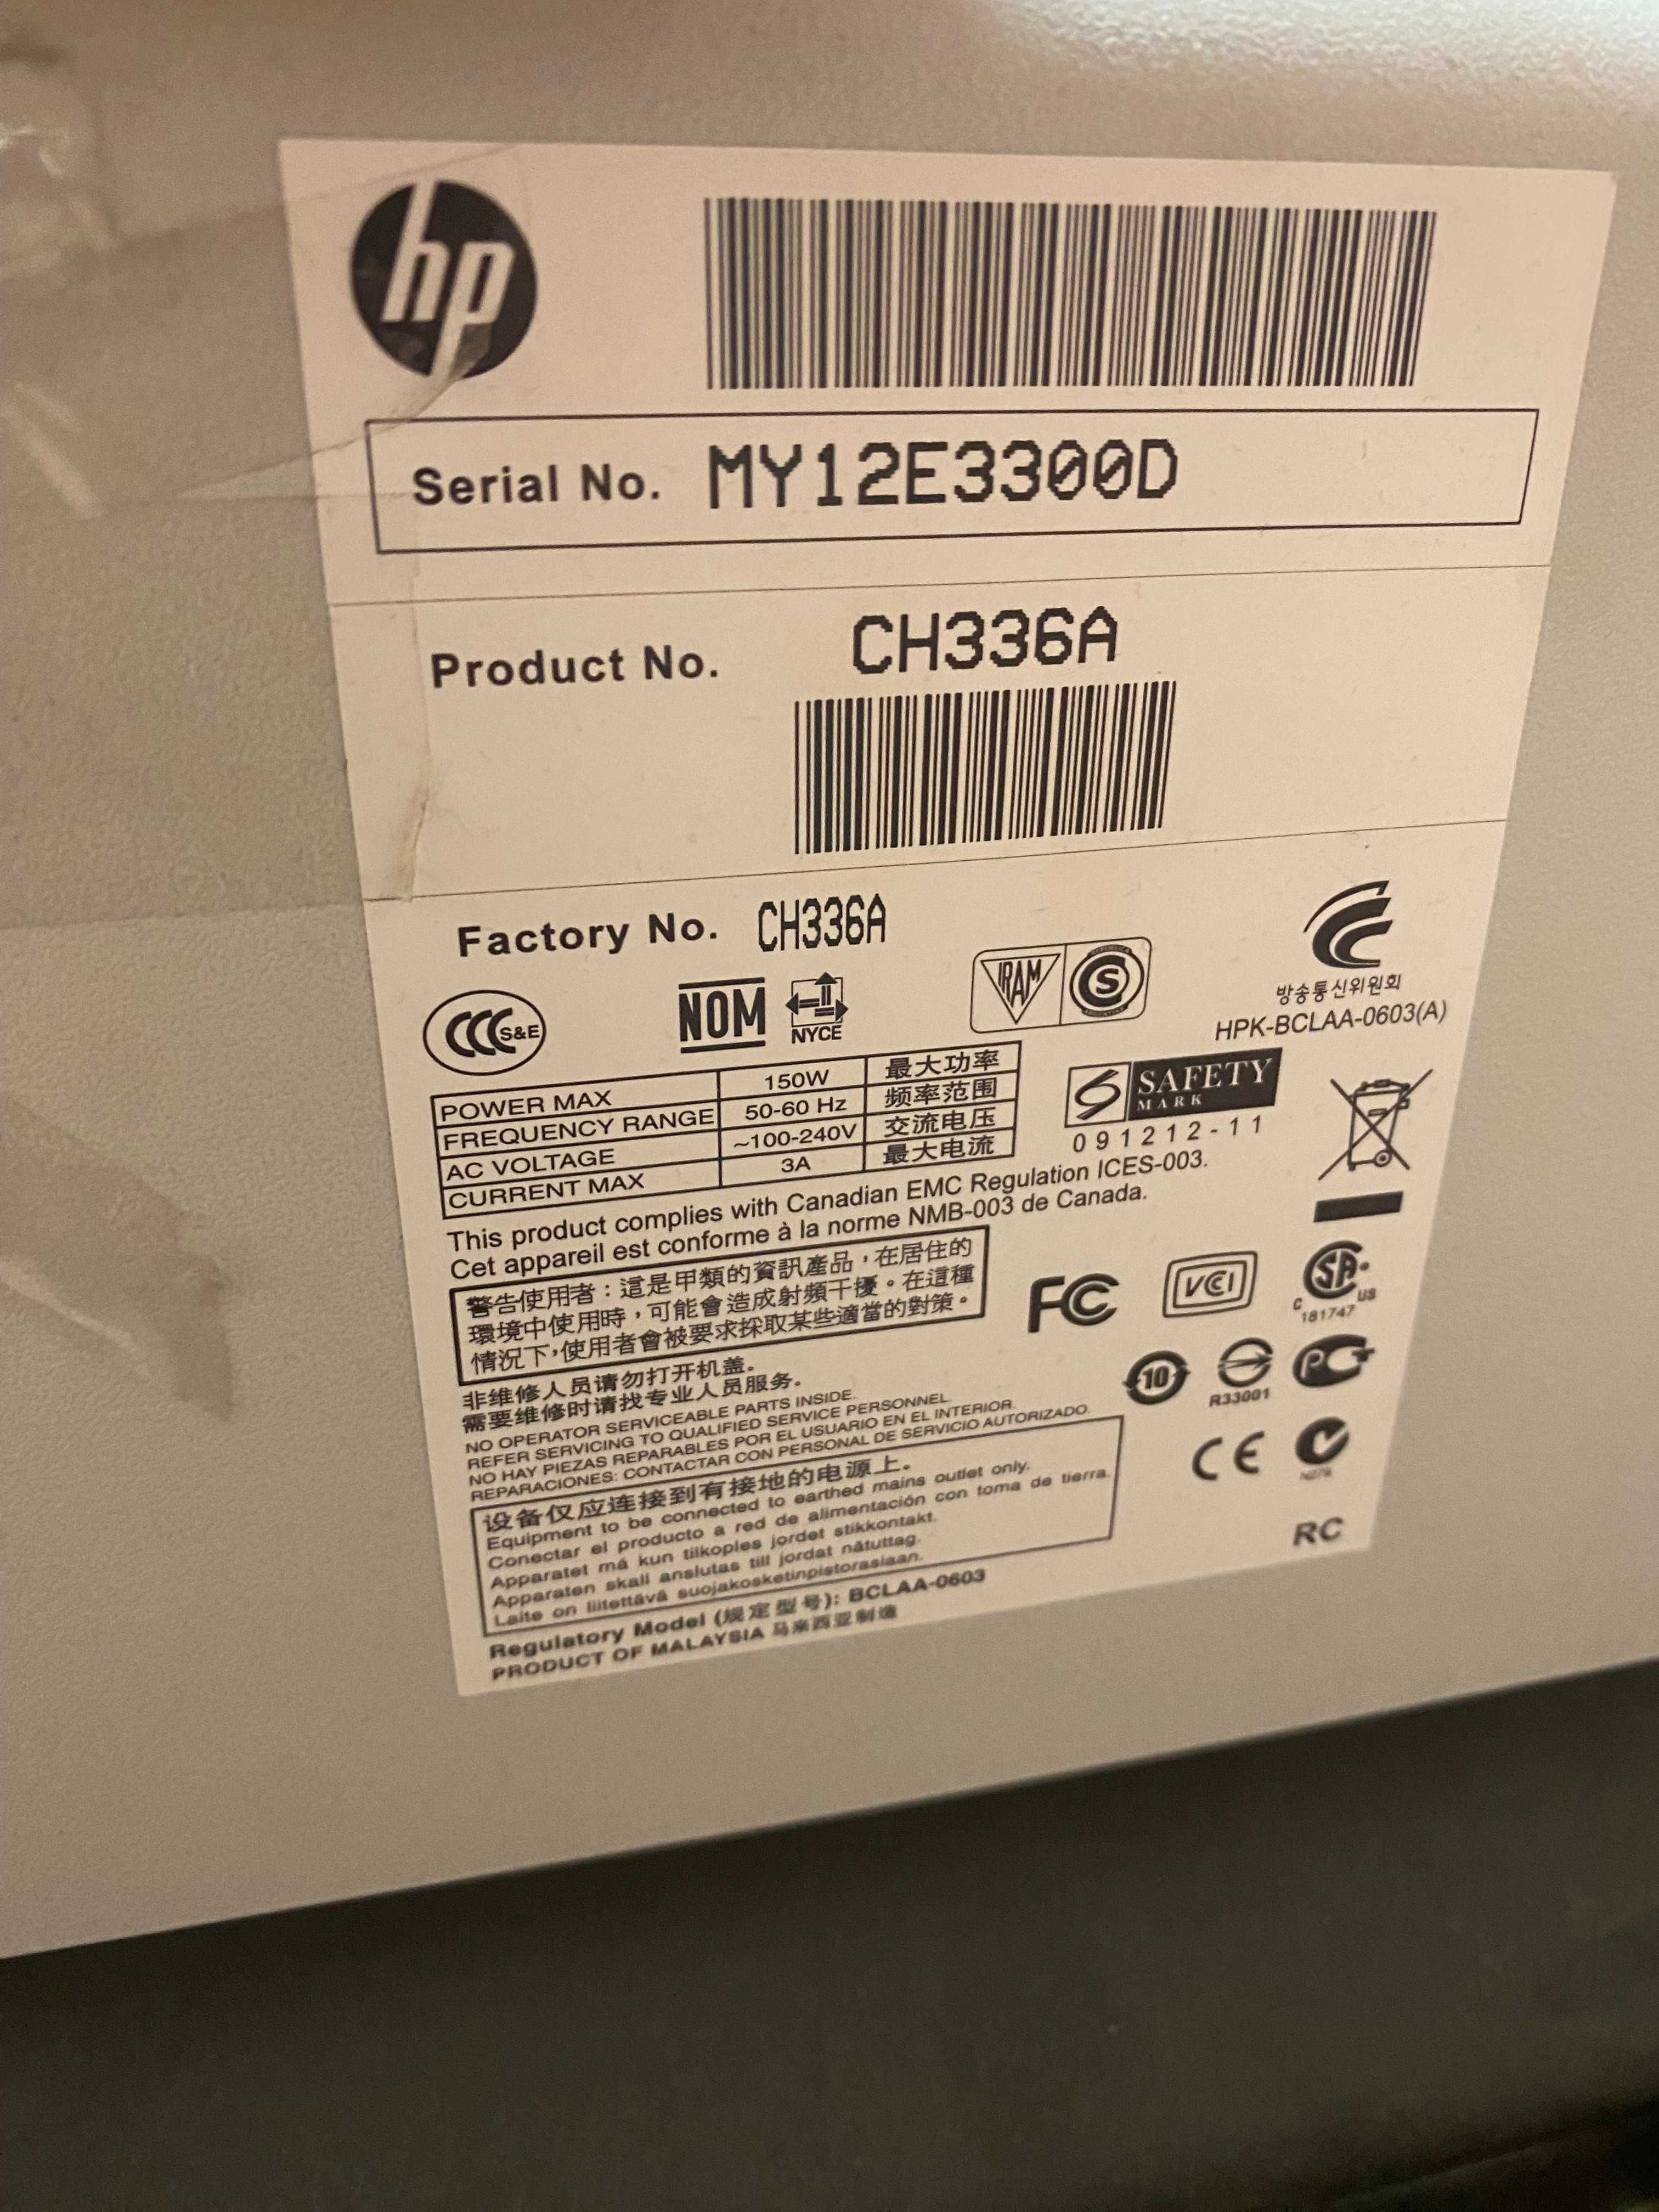 hp
Serial No. MY12E3300D
Product No. CH336A
Factory No. CH336A
CCC S&E
NOM
NYCE
IRAM
S
방송통신위원회
HPK-BCLAA-0603(A)
POWER MAX 150W 最大功率
FREQUENCY RANGE 50-60 Hz 频率范围
AC VOLTAGE ~100-240V 交流电压
CURRENT MAX 3A 最大电流
SAFETY
MARK
091212-11
This product complies with Canadian EMC Regulation ICES-003.
Cet appareil est conforme à la norme NMB-003 de Canada.
警告使用者：這是甲類的資訊產品，在居住的
環境中使用時，可能會造成射頻干擾。在這種
情況下，使用者會被要求採取某些適當的對策。
FC
VCI
SA
C US
181747
非维修人员请勿打开机盖。
需要维修时请找专业人员服务。
NO OPERATOR SERVICEABLE PARTS INSIDE.
REFER SERVICING TO QUALIFIED SERVICE PERSONNEL.
NO HAY PIEZAS REPARABLES POR EL USUARIO EN EL INTERIOR.
REPARACIONES: CONTACTAR CON PERSONAL DE SERVICIO AUTORIZADO.
10
R33001
PC
设备仅应连接到有接地的电源上。
Equipment to be connected to earthed mains outlet only.
Conectar el producto a red de alimentación con toma de tierra.
Apparatet må kun tilkoples jordet stikkontakt.
Apparaten skall anslutas till jordat nätuttag.
Laite on liitettävä suojakosketinpistorasiaan.
CE
RC
Regulatory Model (规定型号): BCLAA-0603
PRODUCT OF MALAYSIA 马来西亚制造